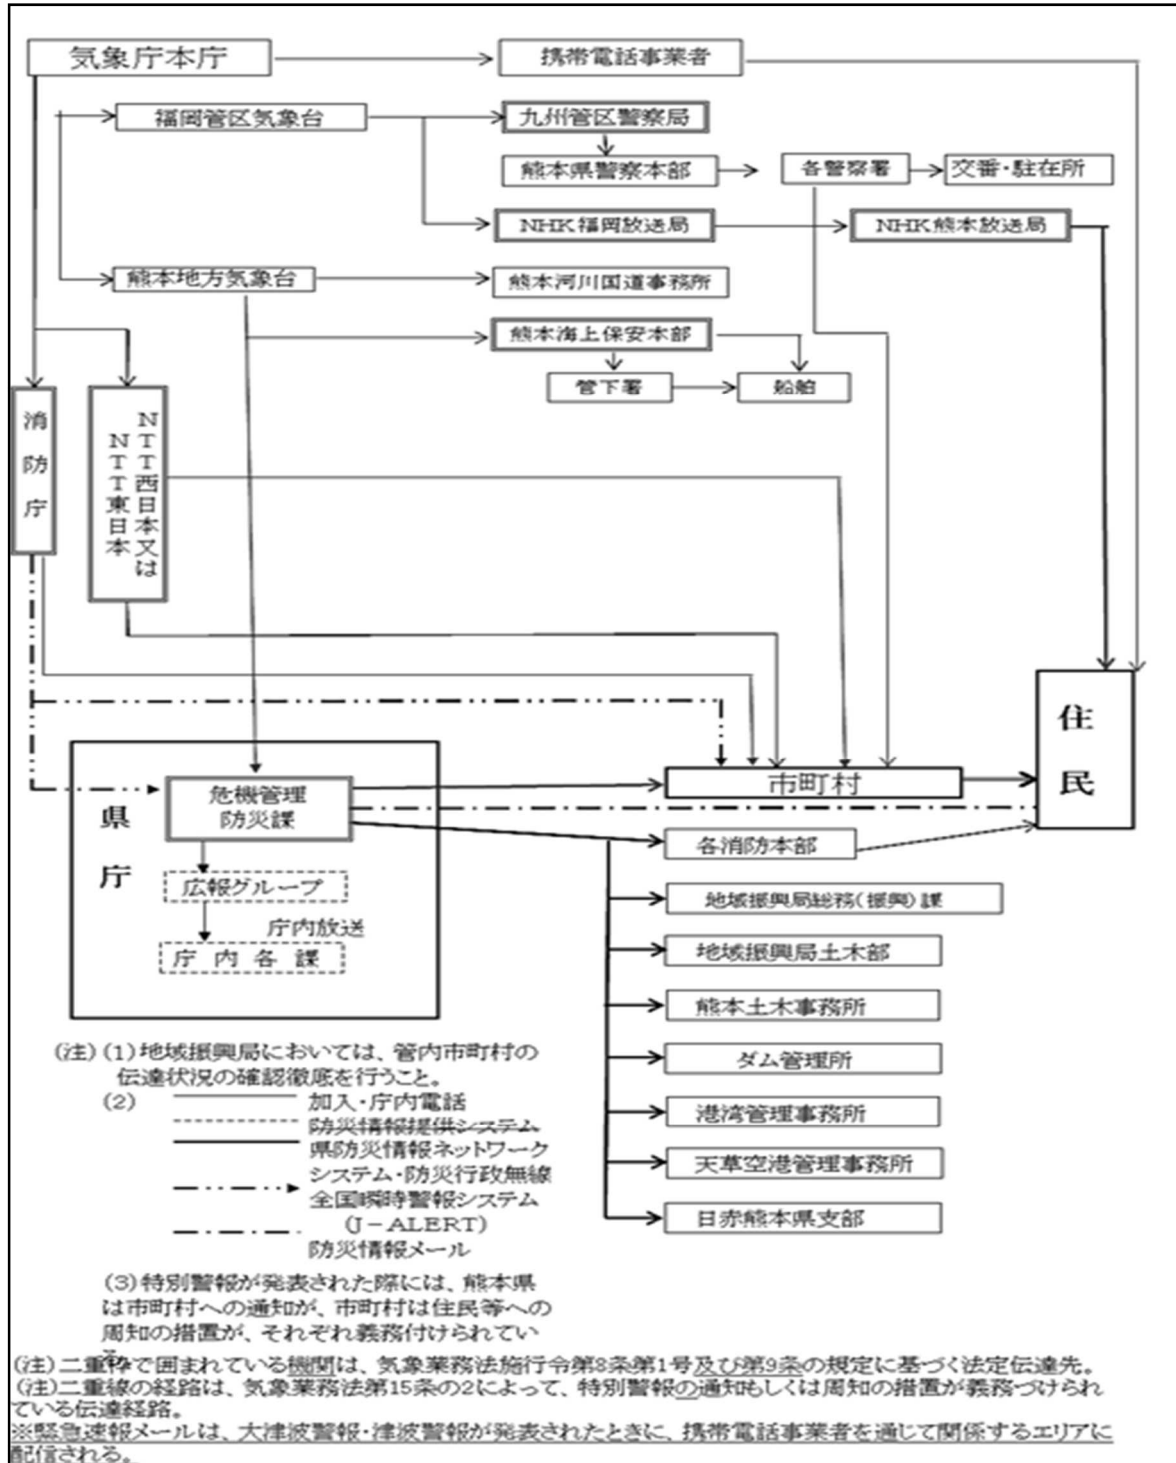 気象庁本庁
携帯電話事業者
福岡管区気象台
九州管区警察局
熊本県警察本部
各警察署
交番・駐在所
NHK福岡放送局
NHK熊本放送局
熊本地方気象台
熊本河川国道事務所
熊本海上保安本部
管下署
船舶
消防庁
NTT西日本又は
NTT東日本
住民
市町村
県庁
危機管理
防災課
各消防本部
広報グループ
庁内放送
庁内各課
地域振興局総務(振興)課
地域振興局土木部
熊本土木事務所
ダム管理所
港湾管理事務所
天草空港管理事務所
日赤熊本県支部
(注)(1)地域振興局においては、管内市町村の
伝達状況の確認徹底を行うこと。
(2)
加入・庁内電話
防災情報提供システム
県防災情報ネットワーク
システム・防災行政無線
全国瞬時警報システム
(J-ALERT)
防災情報メール
(3)特別警報が発表された際には、熊本県
は市町村への通知が、市町村は住民等への
周知の措置が、それぞれ義務付けられてい
(注)二重枠で囲まれている機関は、気象業務法施行令第8条第1号及び第9条の規定に基づく法定伝達先。
(注)二重線の経路は、気象業務法第15条の2によって、特別警報の通知もしくは周知の措置が義務づけられ
ている伝達経路。
※緊急速報メールは、大津波警報・津波警報が発表されたときに、携帯電話事業者を通じて関係するエリアに
配信される。